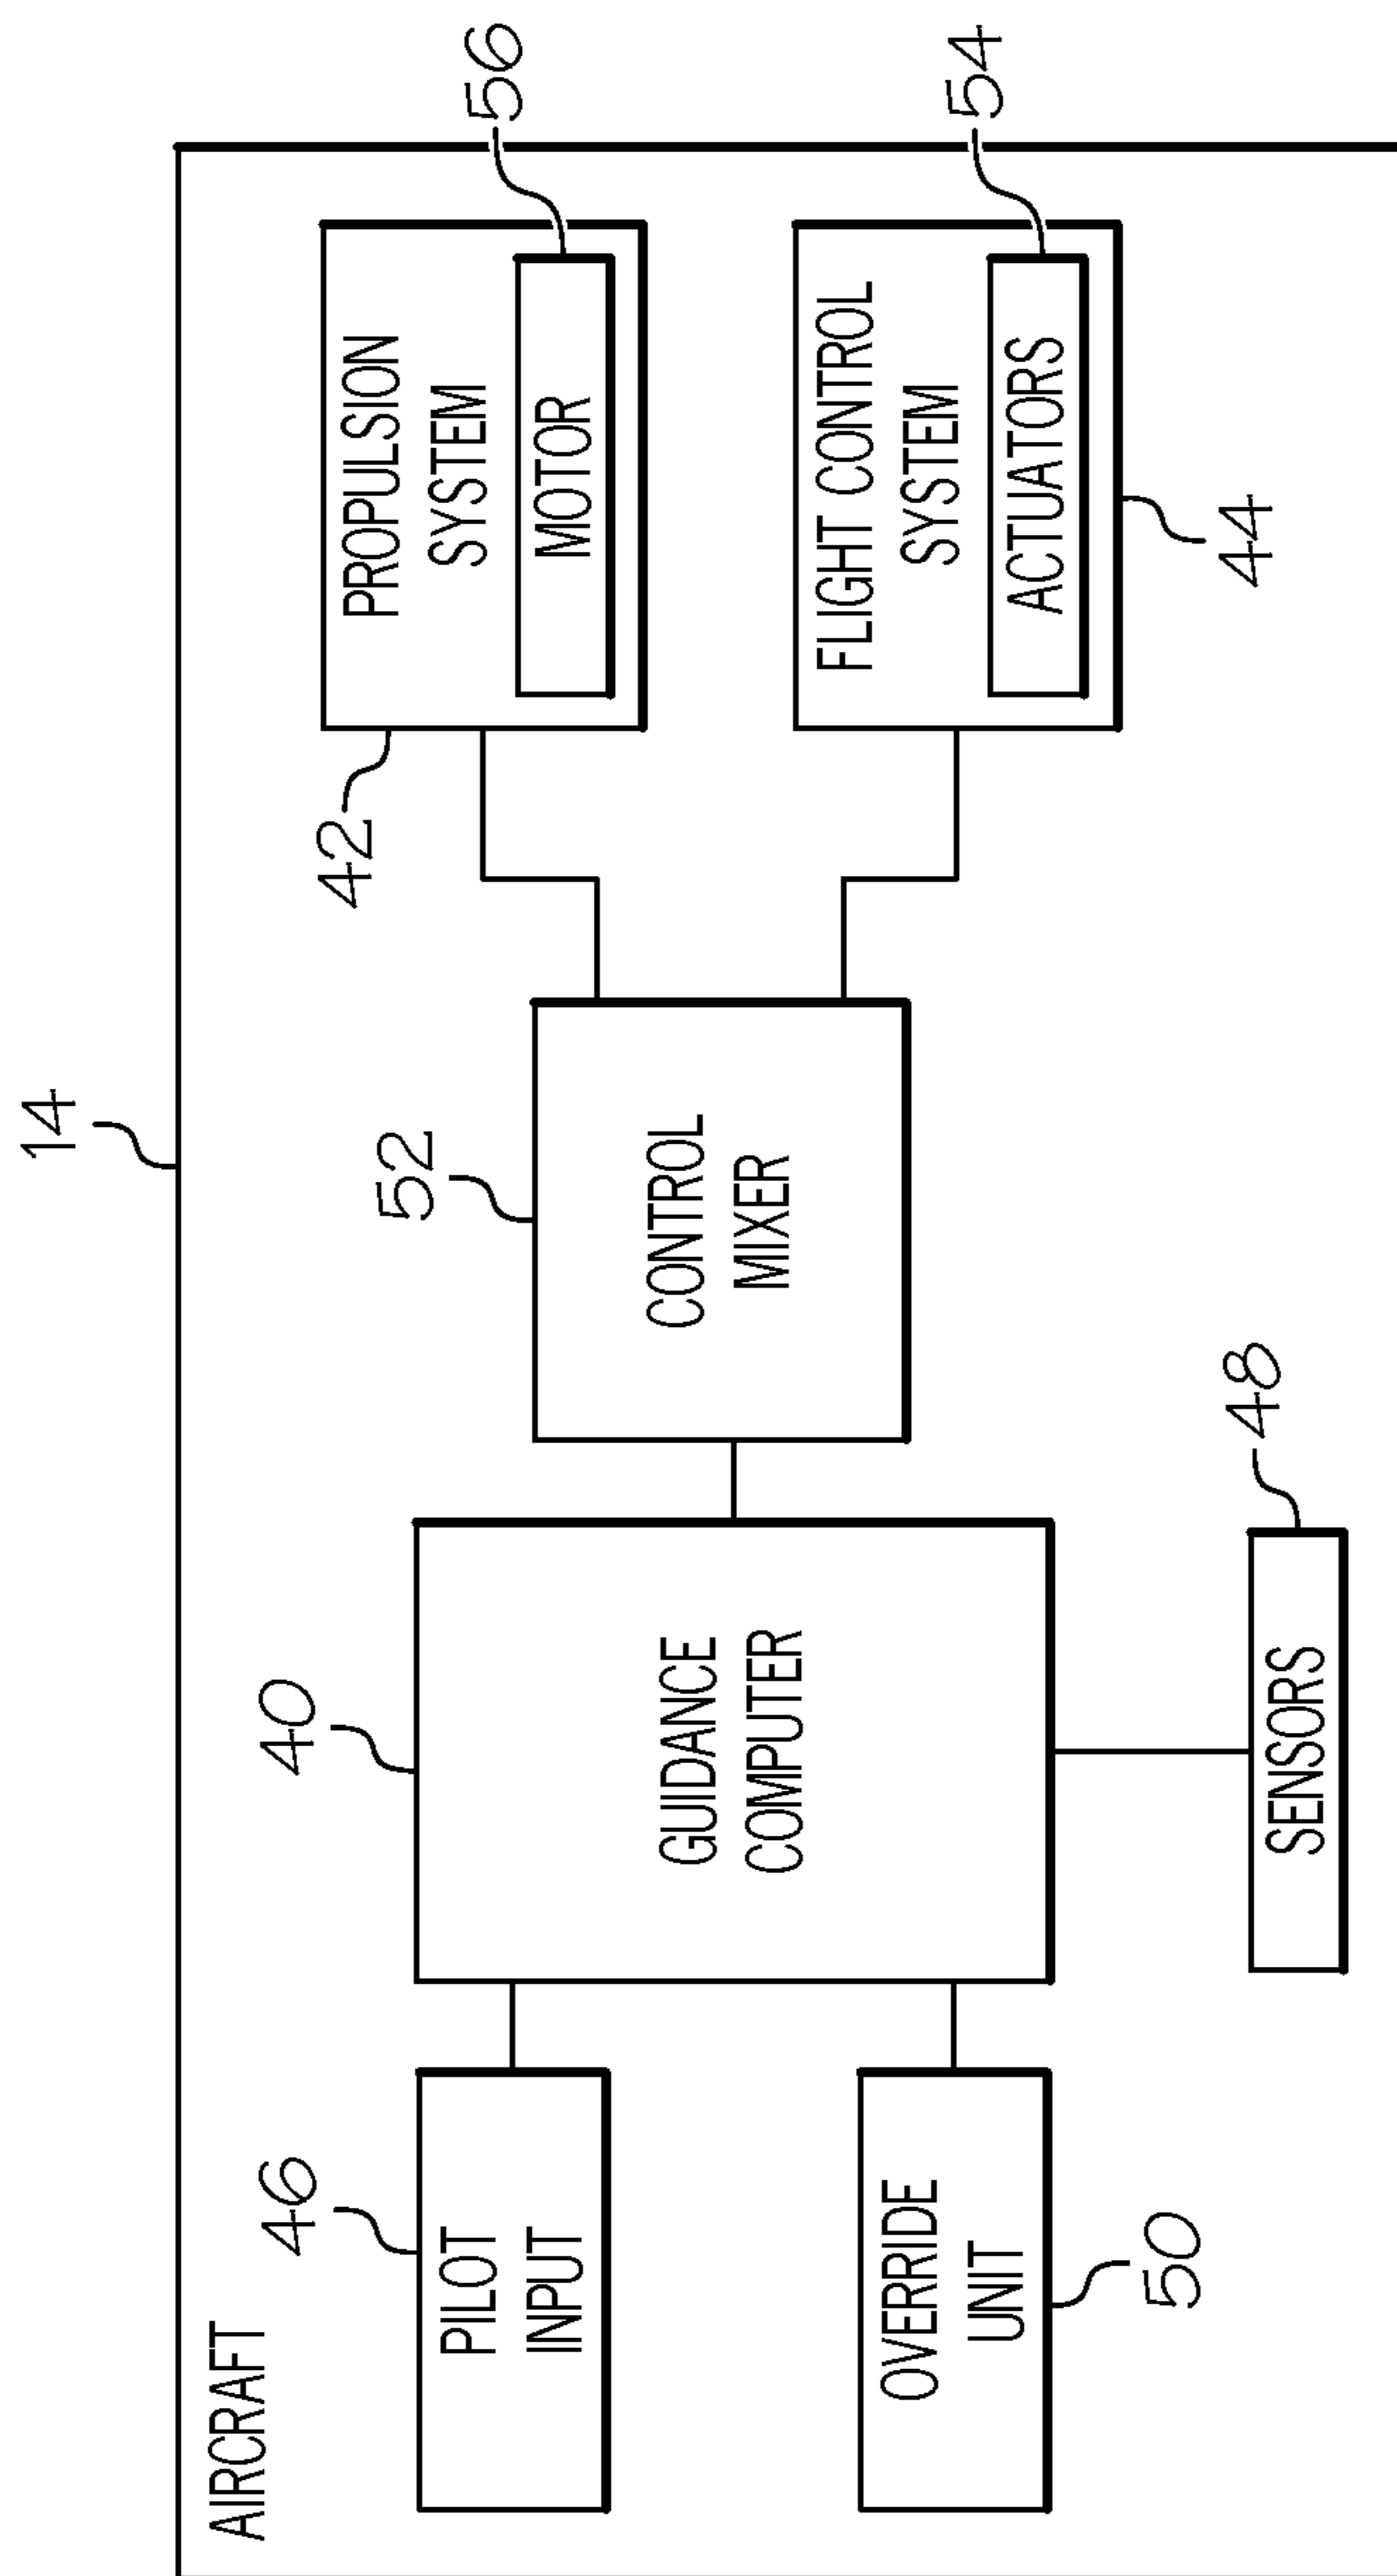 14
AIRCRAFT
46
PILOT
INPUT
40
GUIDANCE
COMPUTER
52
CONTROL
MIXER
42
PROPULSION
SYSTEM
MOTOR
56
OVERRIDE
UNIT
50
SENSORS
48
FLIGHT CONTROL
SYSTEM
ACTUATORS
54
44